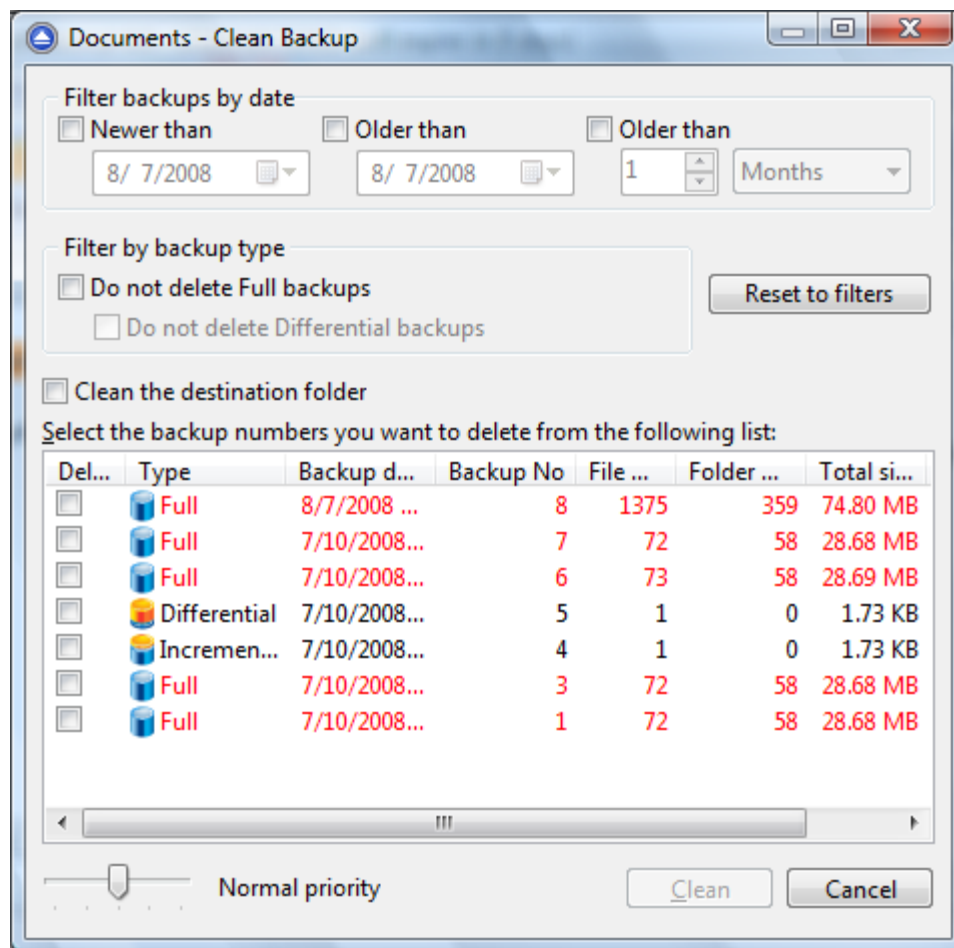 Documents - Clean Backup
Filter backups by date
Newer than Older than Older than
8/ 7/2008 8/ 7/2008 1 Months
Filter by backup type
Do not delete Full backups
Reset to filters
Do not delete Differential backups
Clean the destination folder
Select the backup numbers you want to delete from the following list:
Del... Type Backup d... Backup No File ... Folder ... Total si...
Full 8/7/2008 ... 8 1375 359 74.80 MB
Full 7/10/2008... 7 72 58 28.68 MB
Full 7/10/2008... 6 73 58 28.69 MB
Differential 7/10/2008... 5 1 0 1.73 KB
Incremen... 7/10/2008... 4 1 0 1.73 KB
Full 7/10/2008... 3 72 58 28.68 MB
Full 7/10/2008... 1 72 58 28.68 MB
Normal priority Clean Cancel